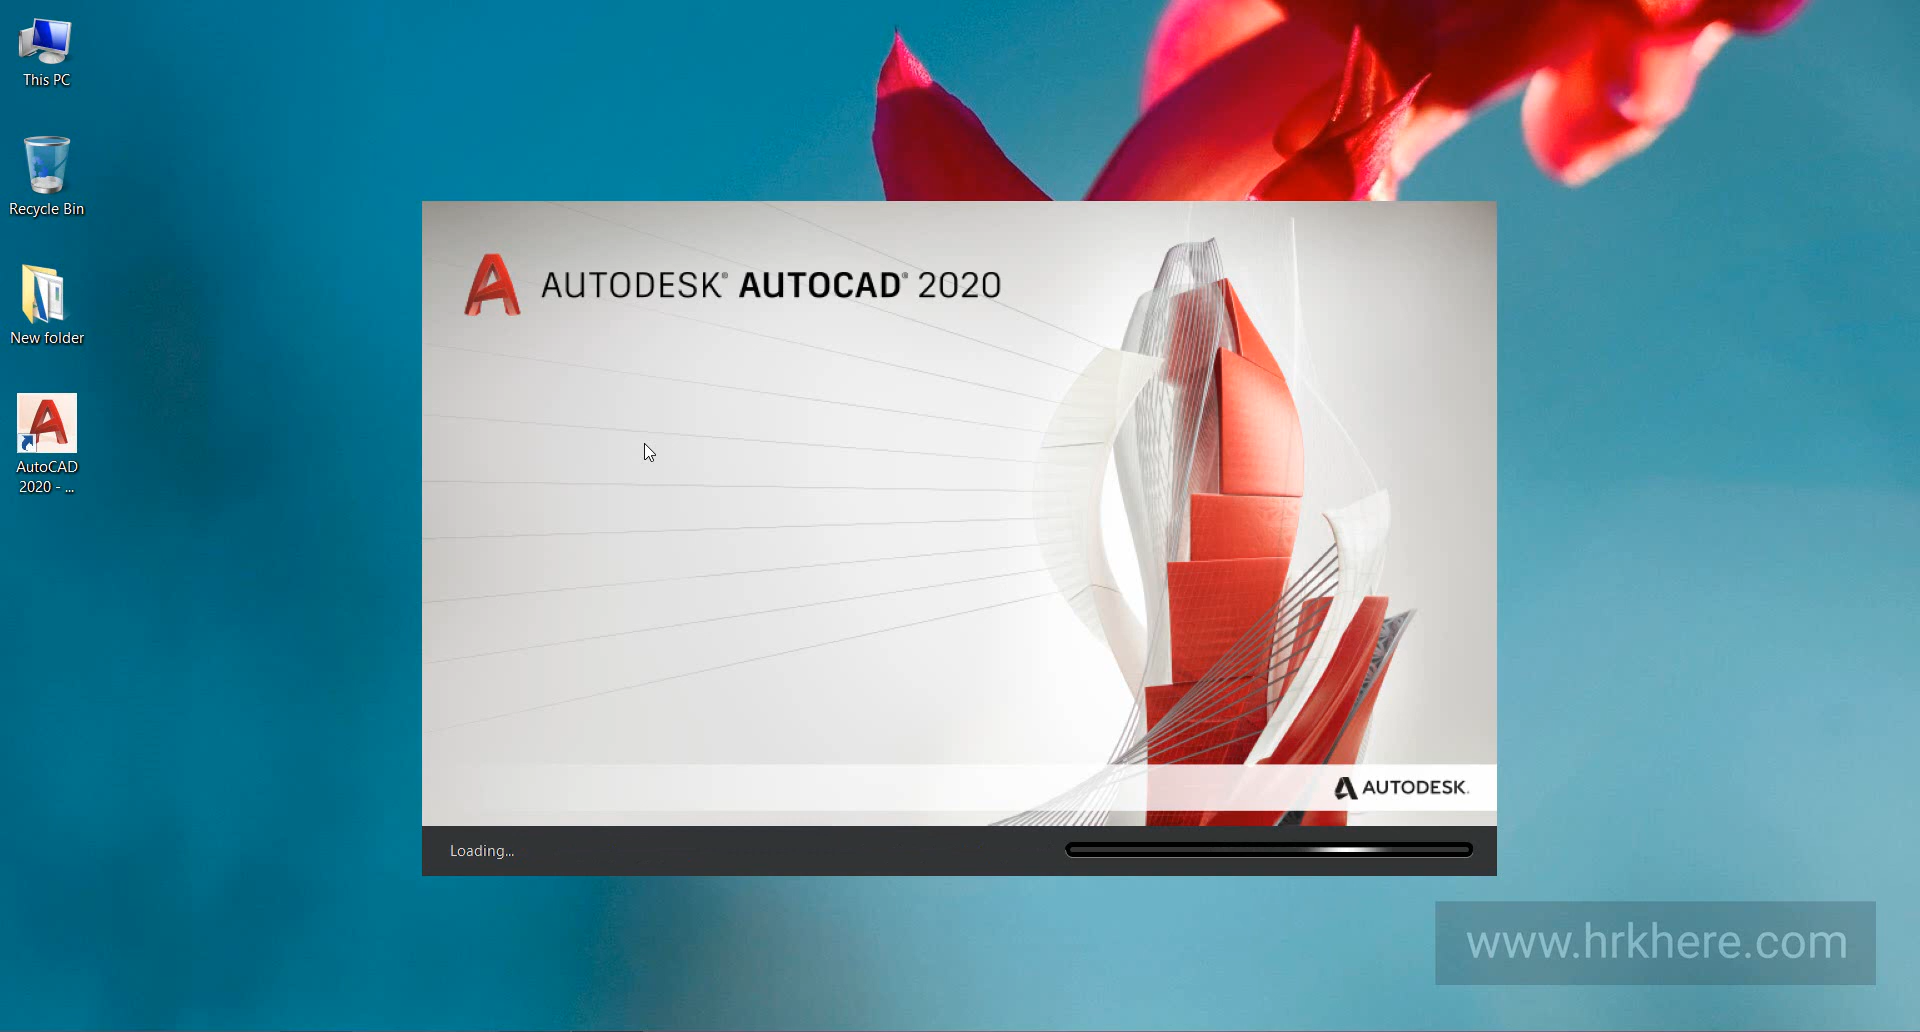 This PC
Recycle Bin
New folder
AutoCAD
2020 - ...
AUTODESK® AUTOCAD® 2020
AUTODESK.
Loading...
www.hrkhere.com